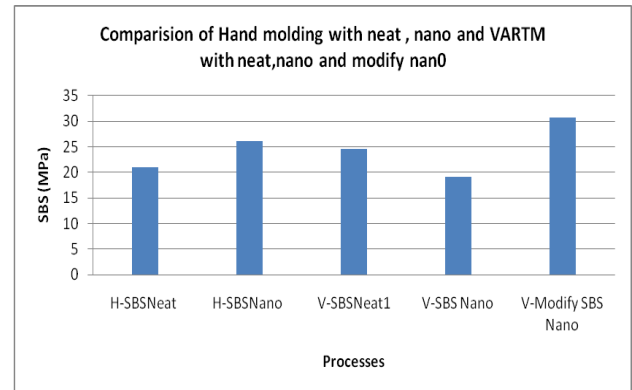 Comparision of Hand molding with neat , nano and VARTM
with neat,nano and modify nan0
35
30
25
20
15
10
5
0
SBS (MPa)
H-SBSNeat
H-SBSNano
V-SBSNeat1
V-SBS Nano
V-Modify SBS
Nano
Processes